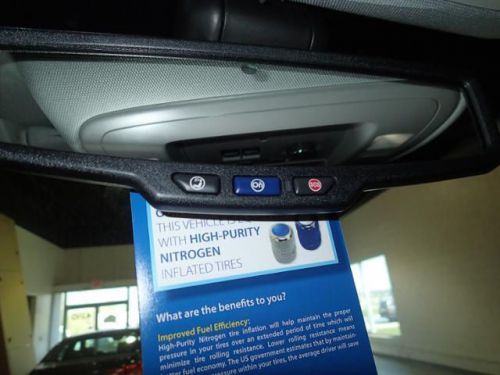 On
SOS
THIS VEHICLE IS
WITH HIGH-PURITY
NITROGEN
INFLATED TIRES
What are the benefits to you?
Improved Fuel Efficiency:
High-Purity Nitrogen tire inflation will help maintain the proper
pressure in your tires over an extended period of time which will
minimize tire rolling resistance. Lower rolling resistance means
fuel economy. The US government estimates that by maintain
pressure within your tires, the average driver will save